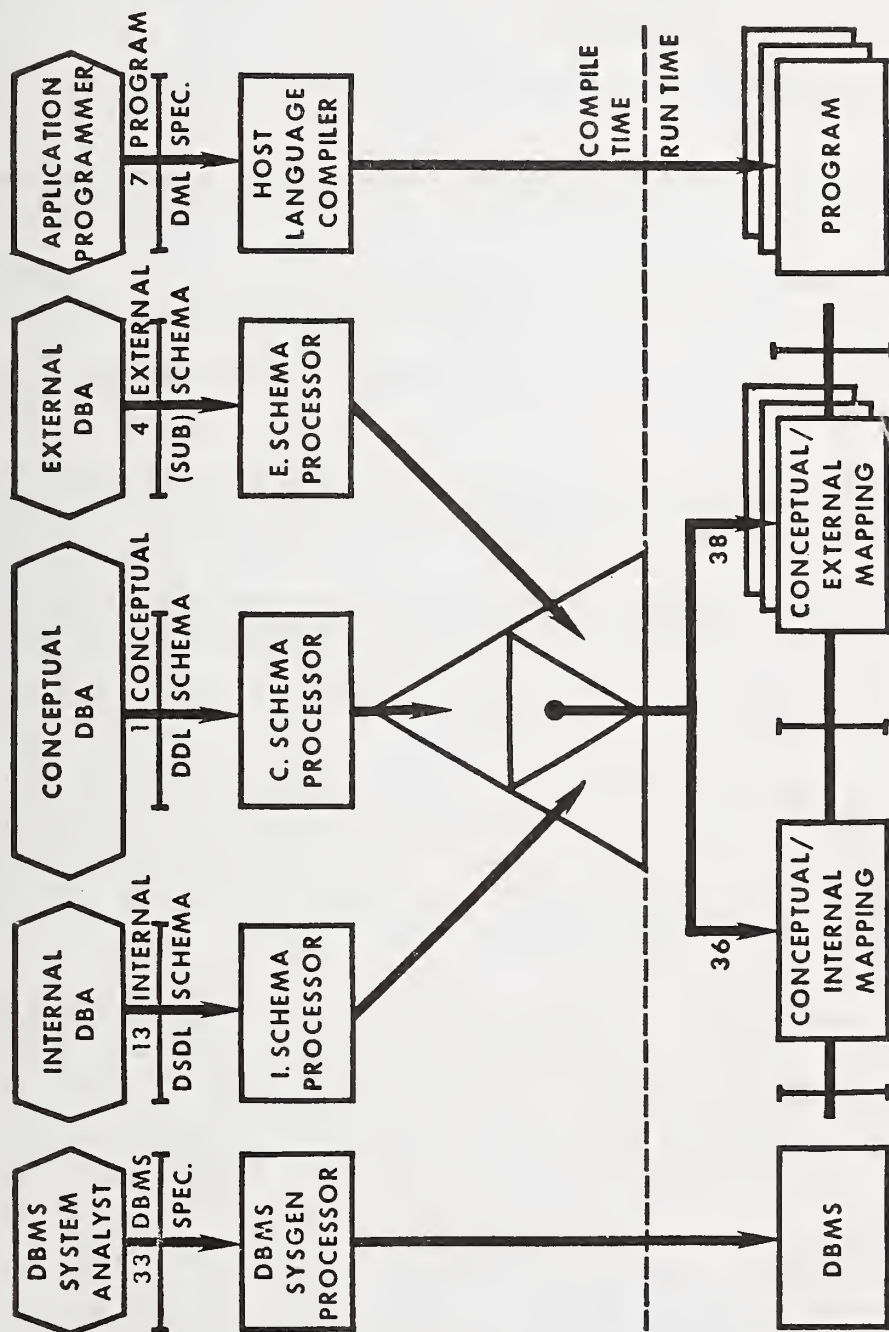 DBMS
SYSTEM
ANALYST
33 DBMS
SPEC.
DBMS
SYSGEN
PROCESSOR
DBMS
INTERNAL
DBA
13 INTERNAL
DSDL SCHEMA
I. SCHEMA
PROCESSOR
CONCEPTUAL
DBA
1 CONCEPTUAL
DDL SCHEMA
C. SCHEMA
PROCESSOR
EXTERNAL
DBA
4 EXTERNAL
(SUB) SCHEMA
E. SCHEMA
PROCESSOR
APPLICATION
PROGRAMMER
7 PROGRAM
DML SPEC.
HOST
LANGUAGE
COMPILER
COMPILE
TIME
RUN TIME
36
38
CONCEPTUAL/
INTERNAL
MAPPING
CONCEPTUAL/
EXTERNAL
MAPPING
PROGRAM